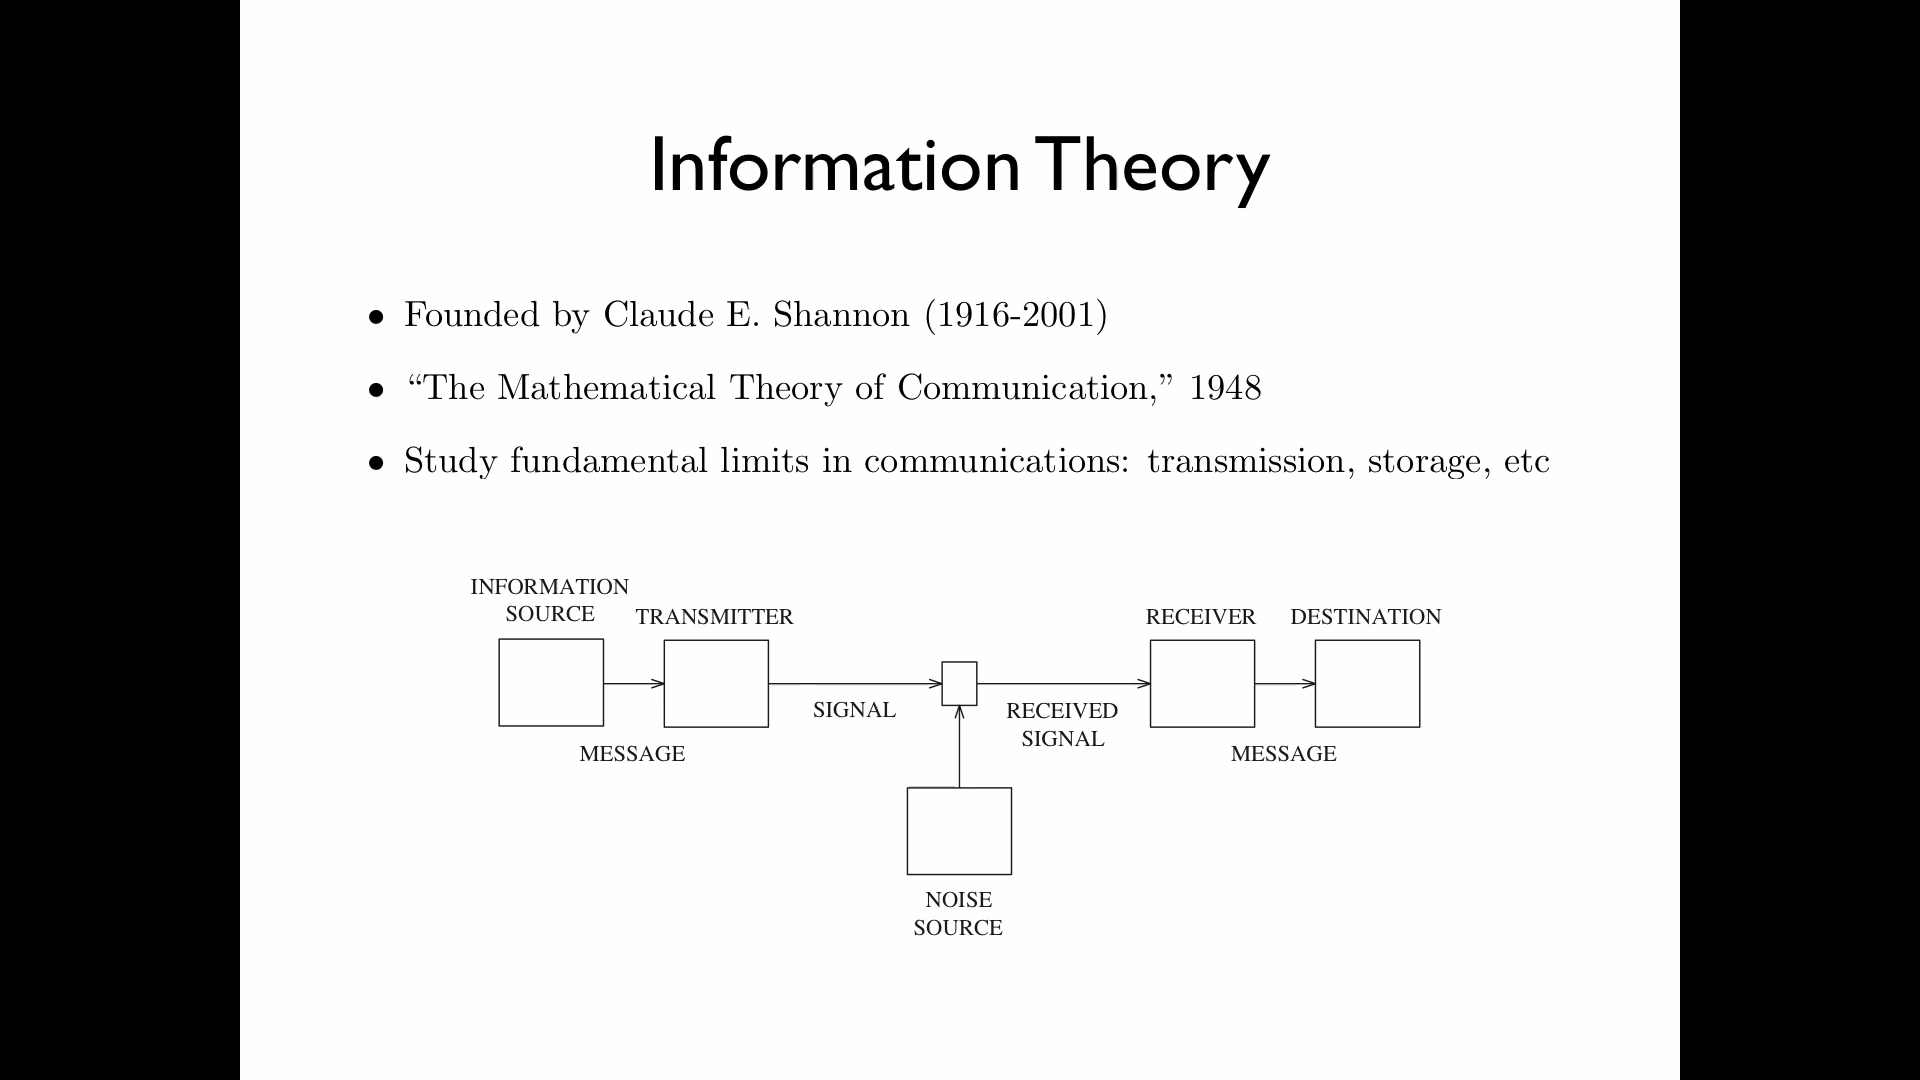 Information Theory
• Founded by Claude E. Shannon (1916-2001)
• “The Mathematical Theory of Communication,” 1948
• Study fundamental limits in communications: transmission, storage, etc
INFORMATION
SOURCE
TRANSMITTER
RECEIVER
DESTINATION
SIGNAL
RECEIVED
SIGNAL
MESSAGE
MESSAGE
NOISE
SOURCE